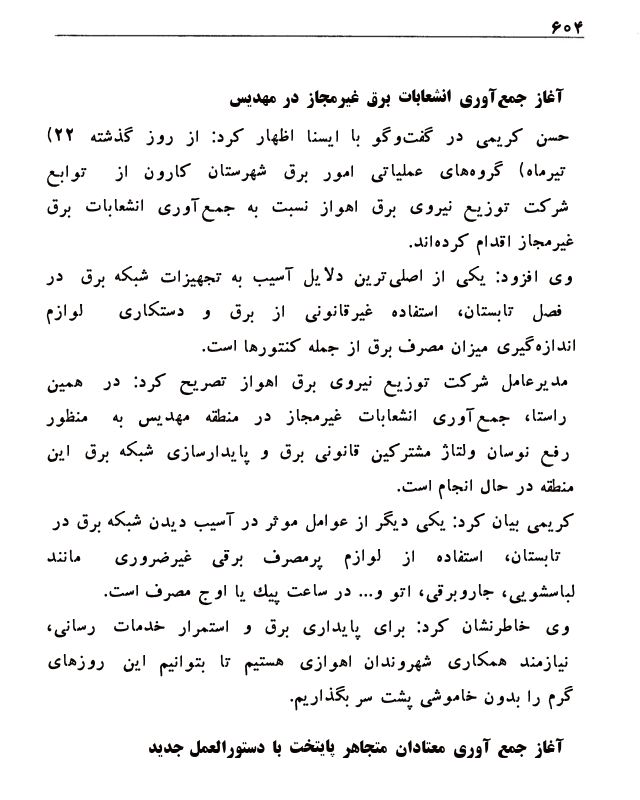 ۶۰۴
آغاز جمع‌آوری انشعابات برق غیرمجاز در مهدیس
حسن کریمی در گفت‌وگو با ایسنا اظهار کرد: از روز گذشته ۲۲)
تیرماه) گروه‌های عملیاتی امور برق شهرستان کارون از توابع
شرکت توزیع نیروی برق اهواز نسبت به جمع‌آوری انشعابات برق
غیرمجاز اقدام کرده‌اند.
وی افزود: یکی از اصلی‌ترین دلایل آسیب به تجهیزات شبکه برق در
فصل تابستان، استفاده غیرقانونی از برق و دستکاری لوازم
اندازه‌گیری میزان مصرف برق از جمله کنتورها است.
مدیرعامل شرکت توزیع نیروی برق اهواز تصریح کرد: در همین
راستا، جمع‌آوری انشعابات غیرمجاز در منطقه مهدیس به منظور
رفع نوسان ولتاژ مشترکین قانونی برق و پایدارسازی شبکه برق این
منطقه در حال انجام است.
کریمی بیان کرد: یکی دیگر از عوامل موثر در آسیب دیدن شبکه برق در
تابستان، استفاده از لوازم پرمصرف برقی غیرضروری مانند
لباسشویی، جاروبرقی، اتو و... در ساعت پیك یا اوج مصرف است.
وی خاطرنشان کرد: برای پایداری برق و استمرار خدمات رسانی،
نیازمند همکاری شهروندان اهوازی هستیم تا بتوانیم این روزهای
گرم را بدون خاموشی پشت سر بگذاریم.
آغاز جمع آوری معتادان متجاهر پایتخت با دستورالعمل جدید